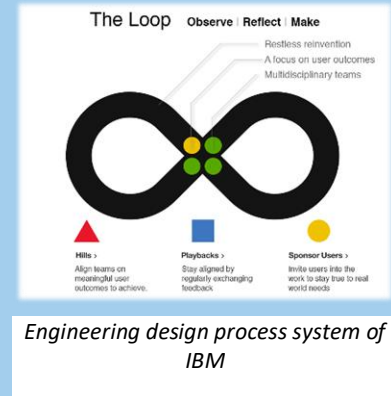 The Loop Observe | Reflect | Make
Restless reinvention
A focus on user outcomes
Multidisciplinary teams
Hills >
Align teams on
meaningful user
outcomes to achieve.
Playbacks >
Stay aligned by
regularly exchanging
feedback
Sponsor Users >
Invite users into the
work to stay true to real
world needs
Engineering design process system of
IBM